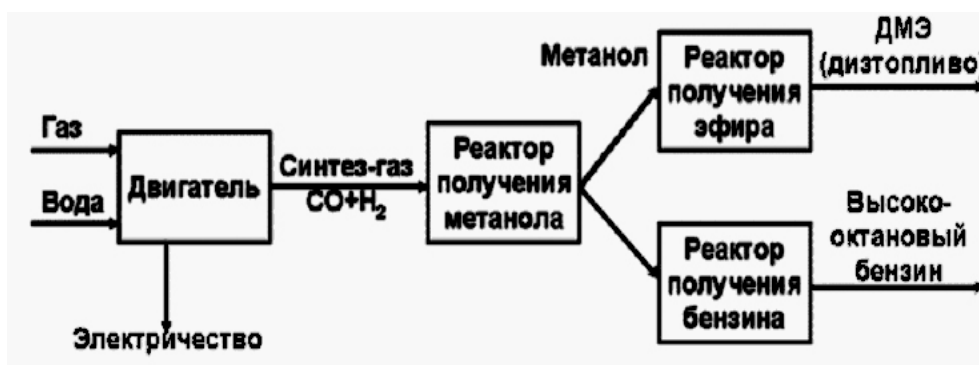 Газ
Вода
Двигатель
Электричество
Синтез-газ
CO+H₂
Реактор
получения
метанола
Метанол
Реактор
получения
эфира
ДМЭ
(дизтопливо)
Реактор
получения
бензина
Высоко-
октановый
бензин